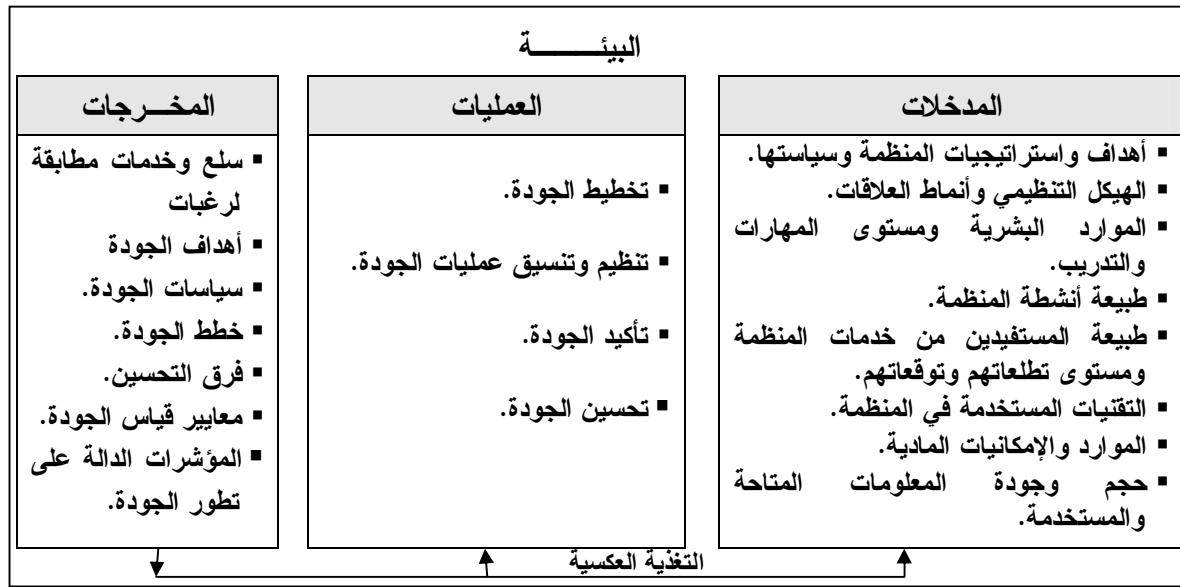 البيئـــــــة
المدخلات
أهداف واستراتيجيات المنظمة وسياستها.
الهيكل التنظيمي وأنماط العلاقات.
الموارد البشرية ومستوى المهارات
والتدريب.
طبيعة أنشطة المنظمة.
طبيعة المستفيدين من خدمات المنظمة
ومستوى تطلعاتهم وتوقعاتهم.
التقنيات المستخدمة في المنظمة.
الموارد والإمكانيات المادية.
حجم وجودة المعلومات المتاحة
والمستخدمة.
العمليات
تخطيط الجودة.
تنظيم وتنسيق عمليات الجودة.
تأكيد الجودة.
تحسين الجودة.
المخـــرجات
سلع وخدمات مطابقة
لرغبات
أهداف الجودة
سياسات الجودة.
خطط الجودة.
فرق التحسين.
معايير قياس الجودة.
المؤشرات الدالة على
تطور الجودة.
التغذية العكسية